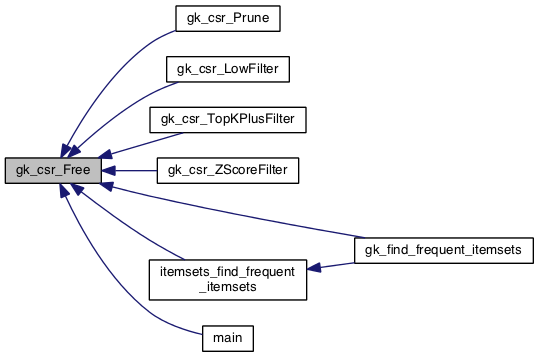 gk_csr_Prune
gk_csr_LowFilter
gk_csr_TopKPlusFilter
gk_csr_Free
gk_csr_ZScoreFilter
gk_find_frequent_itemsets
itemsets_find_frequent
_itemsets
main